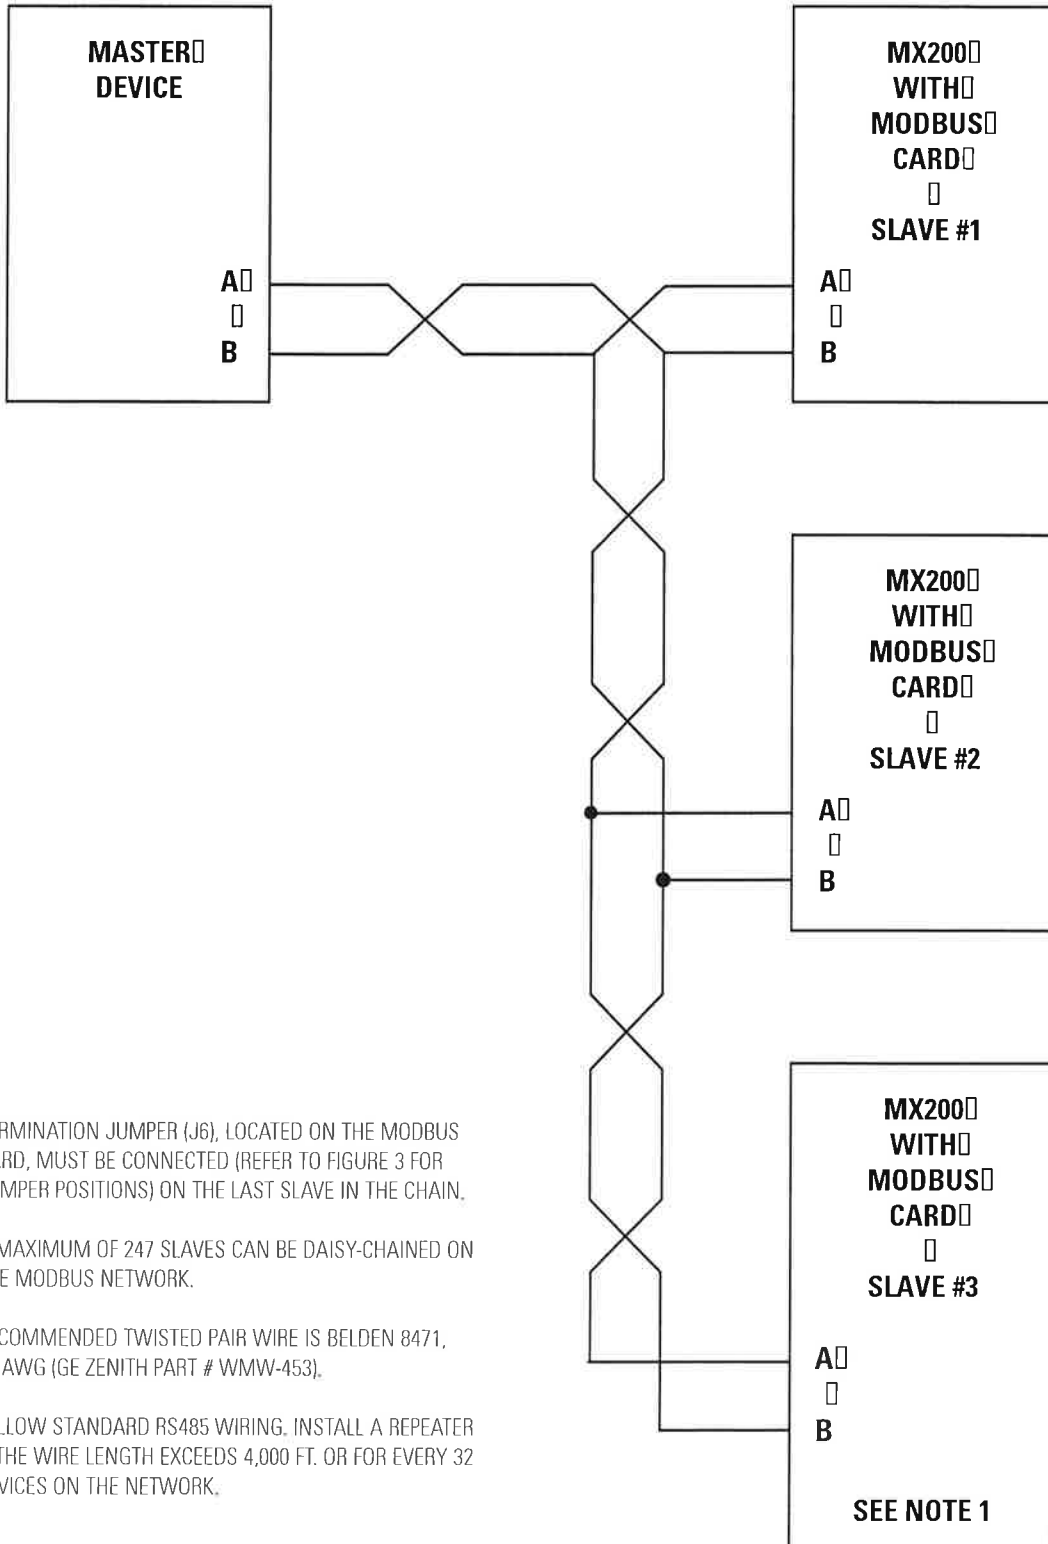 MASTER
DEVICE
A
B
MX200
WITH
MODBUS
CARD
SLAVE #1
A
B
MX200
WITH
MODBUS
CARD
SLAVE #2
A
B
MX200
WITH
MODBUS
CARD
SLAVE #3
A
B
SEE NOTE 1
RMINATION JUMPER (J6), LOCATED ON THE MODBUS
RD, MUST BE CONNECTED (REFER TO FIGURE 3 FOR
MPER POSITIONS) ON THE LAST SLAVE IN THE CHAIN.
MAXIMUM OF 247 SLAVES CAN BE DAISY-CHAINED ON
E MODBUS NETWORK.
COMMENDED TWISTED PAIR WIRE IS BELDEN 8471,
AWG (GE ZENITH PART # WMW-453).
LLOW STANDARD RS485 WIRING. INSTALL A REPEATER
THE WIRE LENGTH EXCEEDS 4,000 FT. OR FOR EVERY 32
VICES ON THE NETWORK.